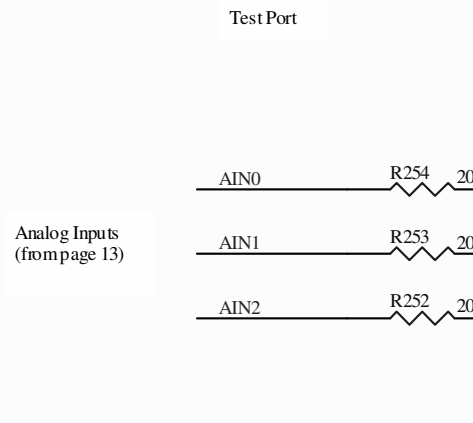 Test Port
AIN0 R254 20
Analog Inputs
(from page 13)
AIN1 R253 20
AIN2 R252 20